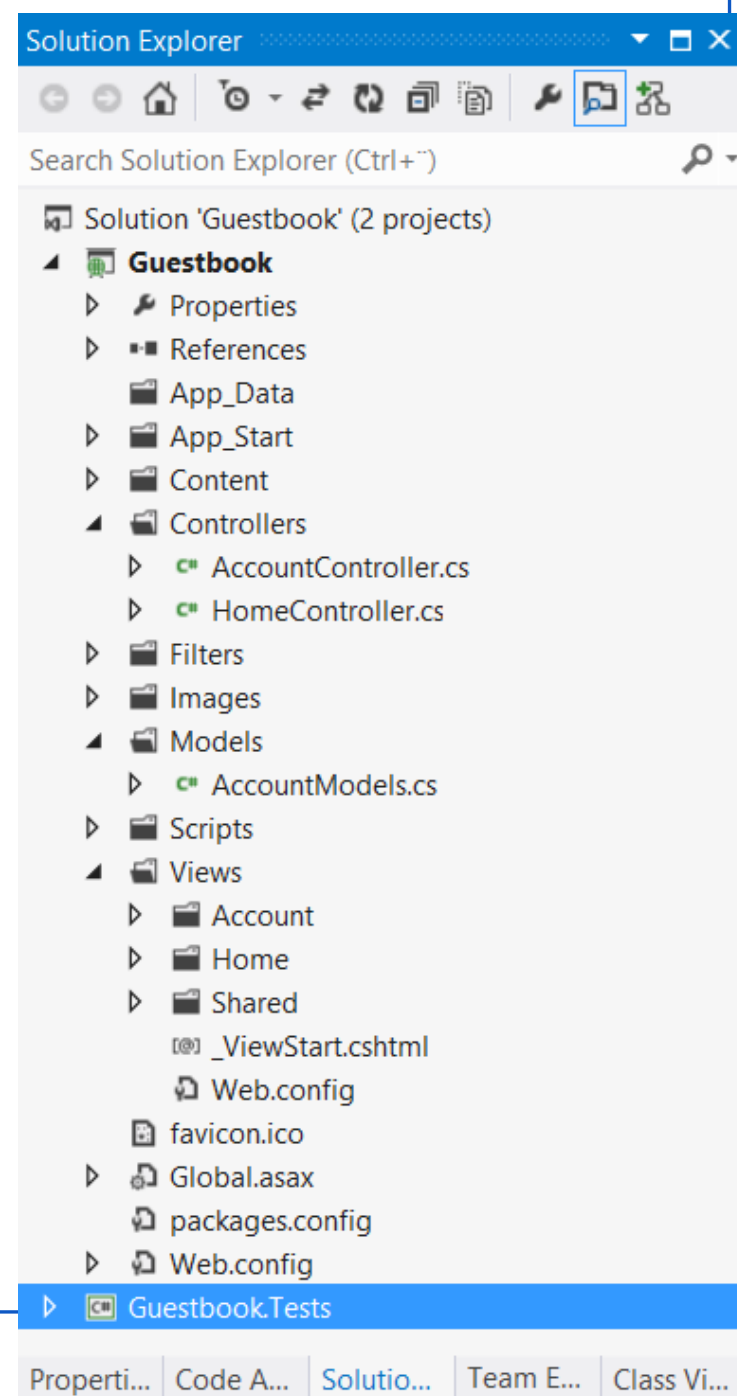 Solution Explorer
Search Solution Explorer (Ctrl+¨)
Solution 'Guestbook' (2 projects)
Guestbook
Properties
References
App_Data
App_Start
Content
Controllers
C# AccountController.cs
C# HomeController.cs
Filters
Images
Models
C# AccountModels.cs
Scripts
Views
Account
Home
Shared
[@] _ViewStart.cshtml
Web.config
favicon.ico
Global.asax
packages.config
Web.config
C# Guestbook.Tests
Properti... Code A... Solutio... Team E... Class Vi...